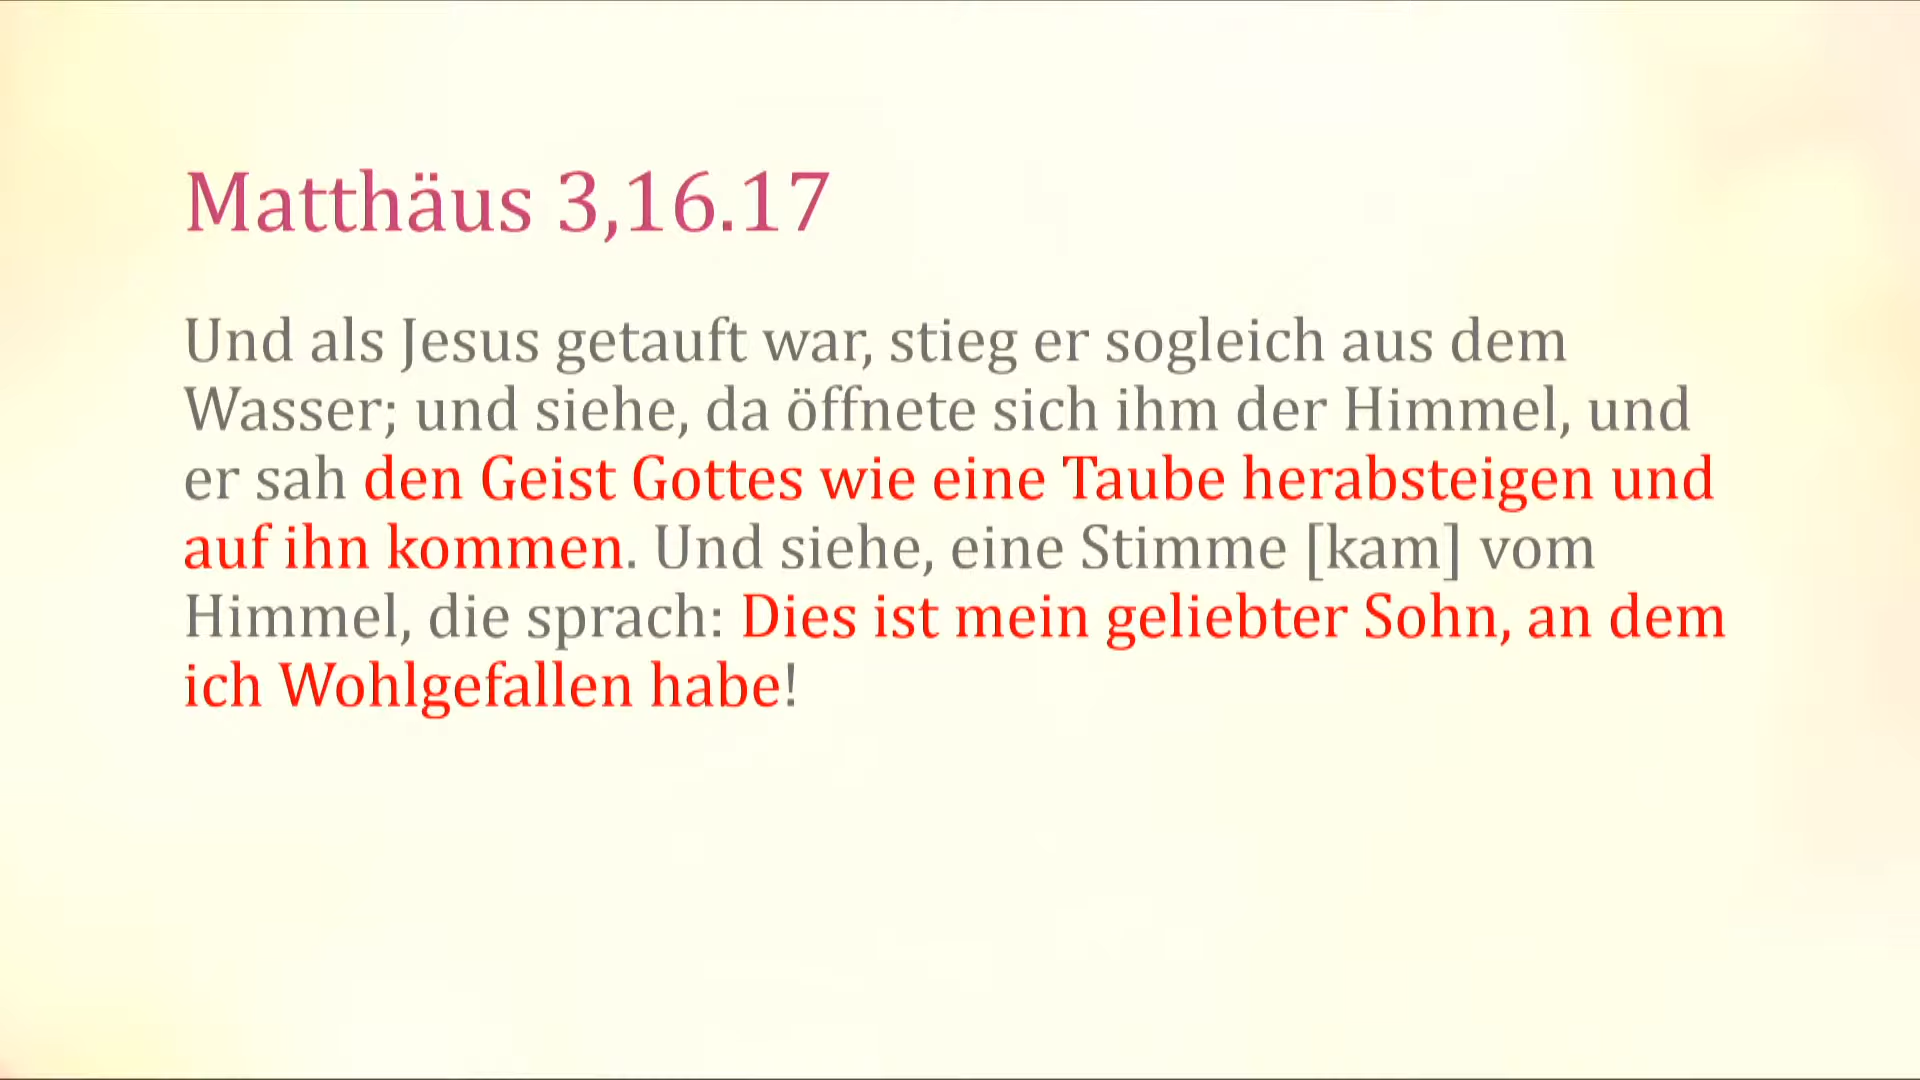 Matthäus 3,16.17
Und als Jesus getauft war, stieg er sogleich aus dem
Wasser; und siehe, da öffnete sich ihm der Himmel, und
er sah den Geist Gottes wie eine Taube herabsteigen und
auf ihn kommen. Und siehe, eine Stimme [kam] vom
Himmel, die sprach: Dies ist mein geliebter Sohn, an dem
ich Wohlgefallen habe!